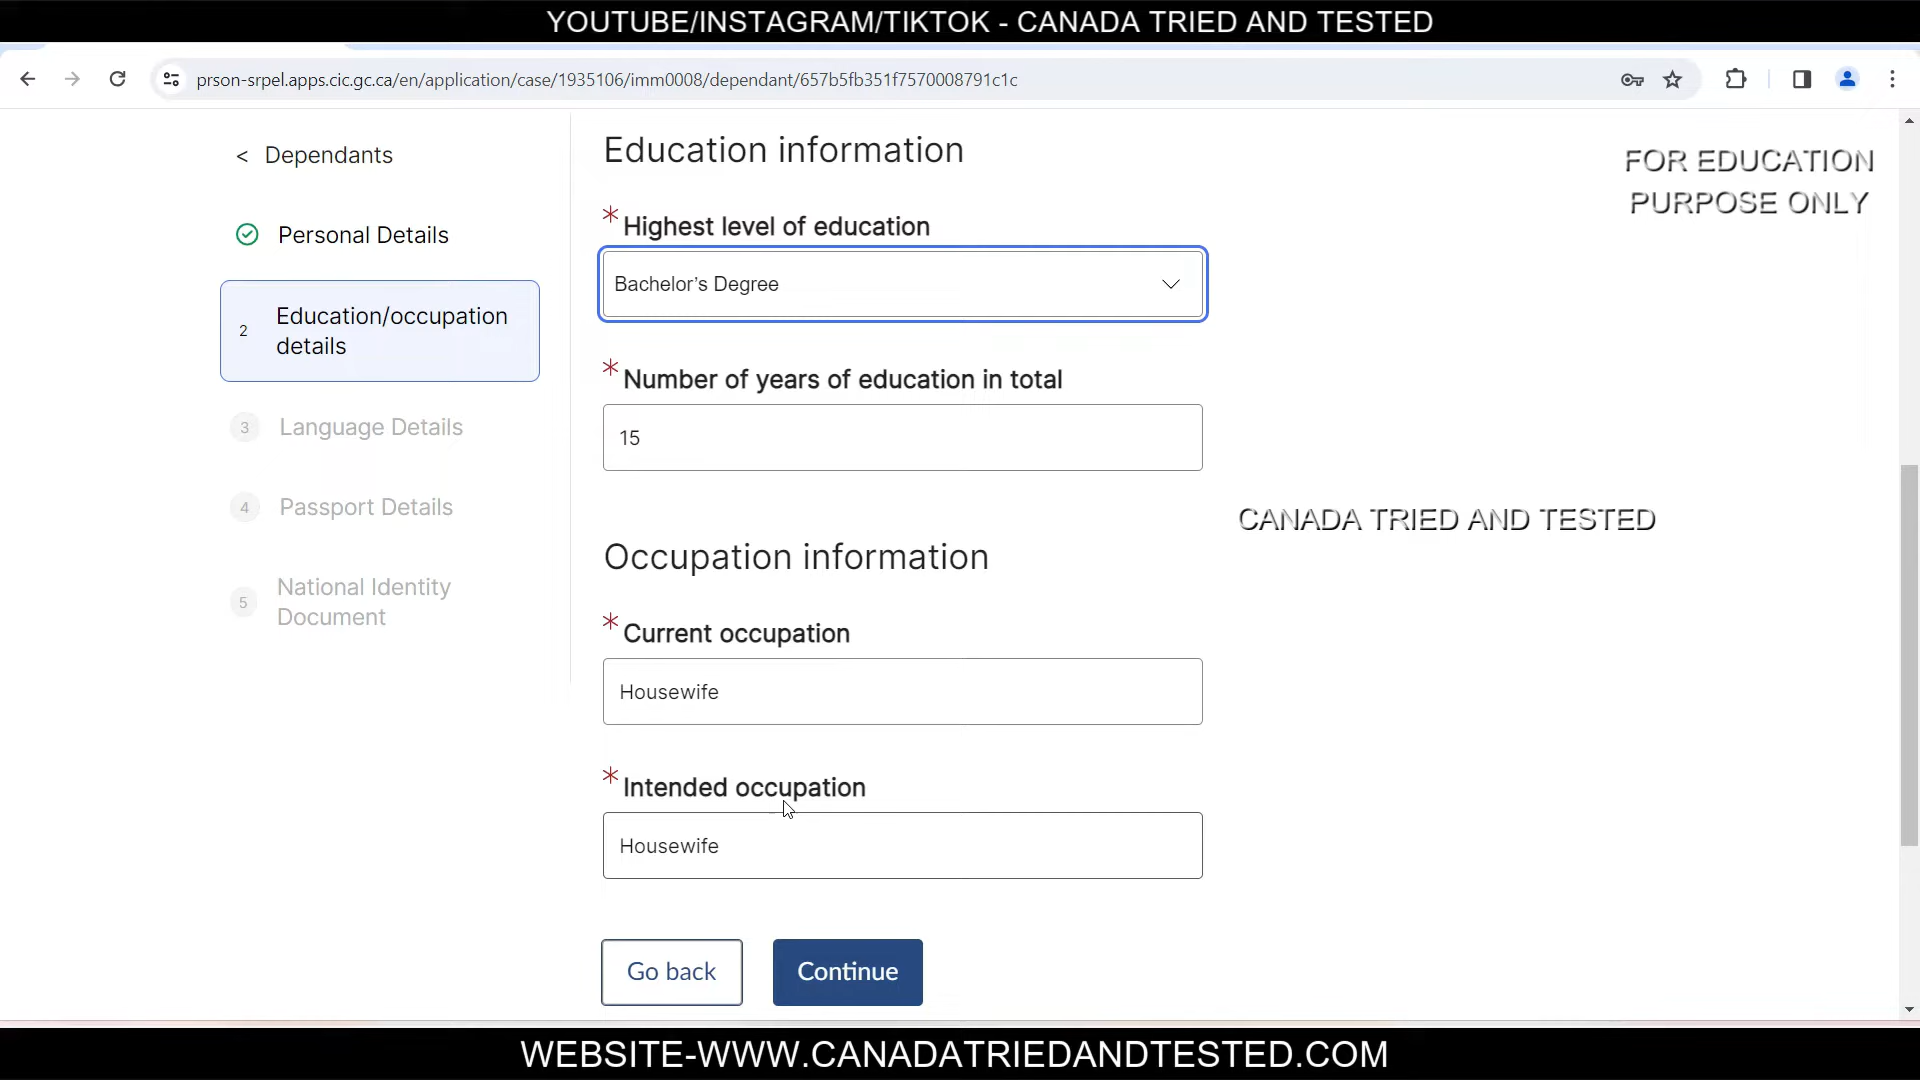 YOUTUBE/INSTAGRAM/TIKTOK - CANADA TRIED AND TESTED
prson-srpel.apps.cic.gc.ca/en/application/case/1935106/imm0008/dependant/657b5fb351f7570008791c1c
< Dependants
Personal Details
2 Education/occupation
details
3 Language Details
4 Passport Details
5 National Identity
Document
Education information
* Highest level of education
Bachelor’s Degree
* Number of years of education in total
15
Occupation information
* Current occupation
Housewife
* Intended occupation
Housewife
Go back Continue
FOR EDUCATION
PURPOSE ONLY
CANADA TRIED AND TESTED
WEBSITE-WWW.CANADATRIEDANDTESTED.COM